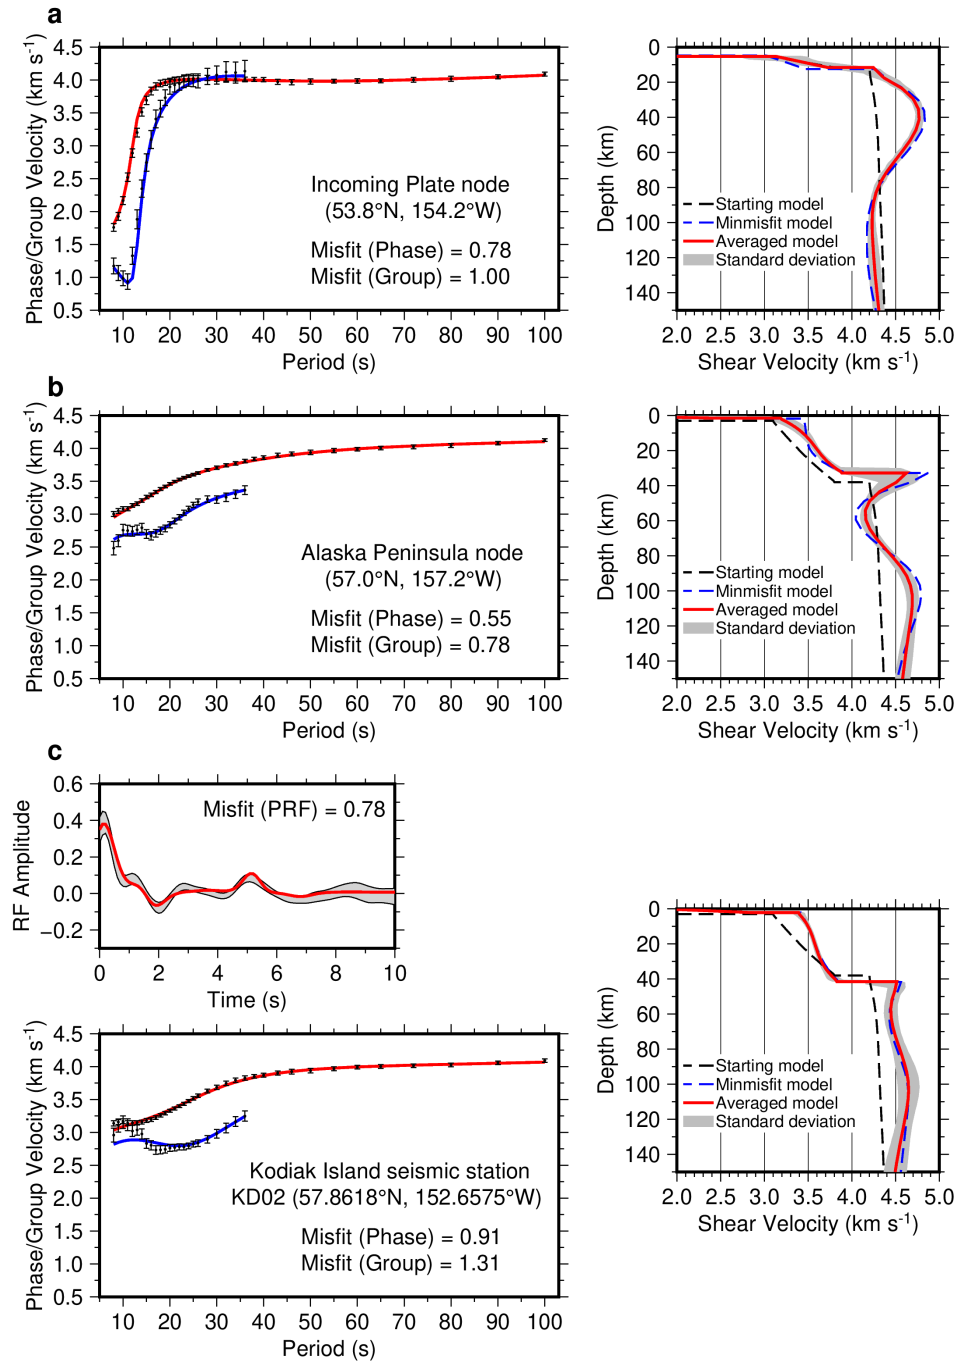 a
Phase/Group Velocity (km s-1)
4.5
4.0
3.5
3.0
2.5
2.0
1.5
1.0
0.5
Incoming Plate node
(53.8°N, 154.2°W)
Misfit (Phase) = 0.78
Misfit (Group) = 1.00
10 20 30 40 50 60 70 80 90 100
Period (s)
Depth (km)
0
20
40
60
80
100
120
140
Starting model
Minmisfit model
Averaged model
Standard deviation
2.0 2.5 3.0 3.5 4.0 4.5 5.0
Shear Velocity (km s-1)
b
Phase/Group Velocity (km s-1)
4.5
4.0
3.5
3.0
2.5
2.0
1.5
1.0
0.5
Alaska Peninsula node
(57.0°N, 157.2°W)
Misfit (Phase) = 0.55
Misfit (Group) = 0.78
10 20 30 40 50 60 70 80 90 100
Period (s)
Depth (km)
0
20
40
60
80
100
120
140
Starting model
Minmisfit model
Averaged model
Standard deviation
2.0 2.5 3.0 3.5 4.0 4.5 5.0
Shear Velocity (km s-1)
c
RF Amplitude
0.6
0.4
0.2
0.0
−0.2
Misfit (PRF) = 0.78
0 2 4 6 8 10
Time (s)
Phase/Group Velocity (km s-1)
4.5
4.0
3.5
3.0
2.5
2.0
1.5
1.0
0.5
Kodiak Island seismic station
KD02 (57.8618°N, 152.6575°W)
Misfit (Phase) = 0.91
Misfit (Group) = 1.31
10 20 30 40 50 60 70 80 90 100
Period (s)
Depth (km)
0
20
40
60
80
100
120
140
Starting model
Minmisfit model
Averaged model
Standard deviation
2.0 2.5 3.0 3.5 4.0 4.5 5.0
Shear Velocity (km s-1)